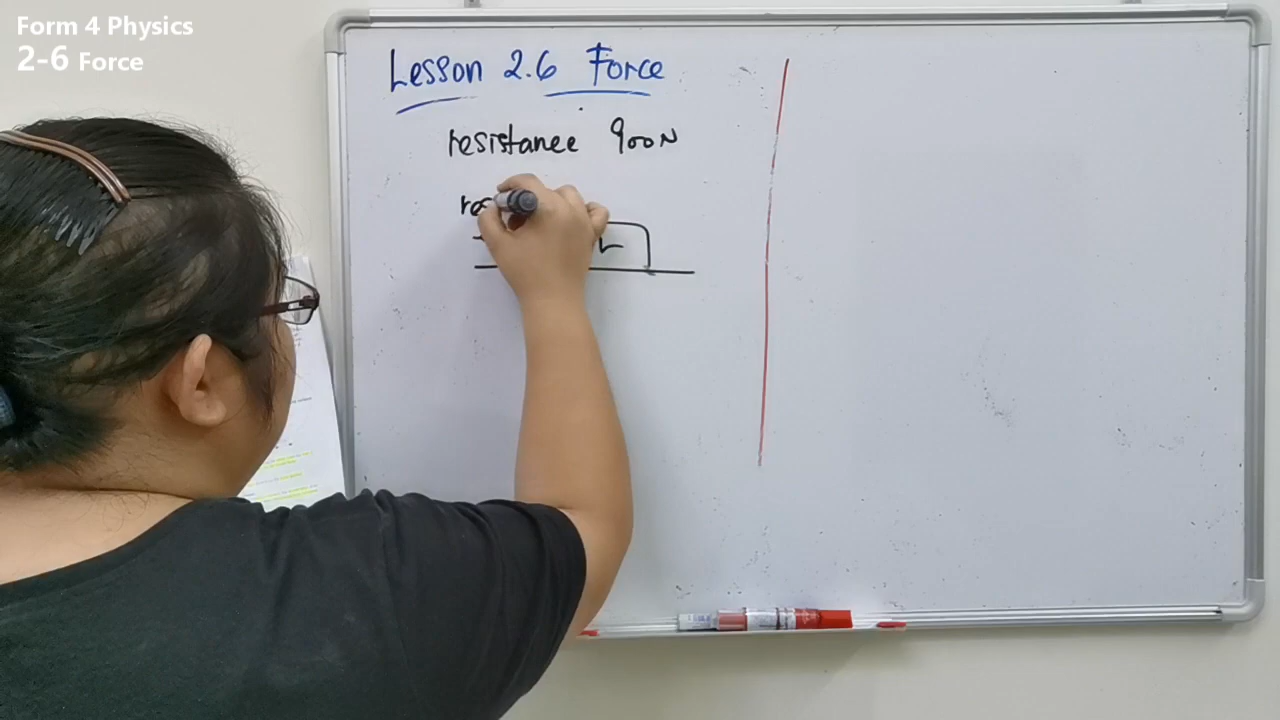 Form 4 Physics
2-6 Force
Lesson 2.6 Force
resistance 900N